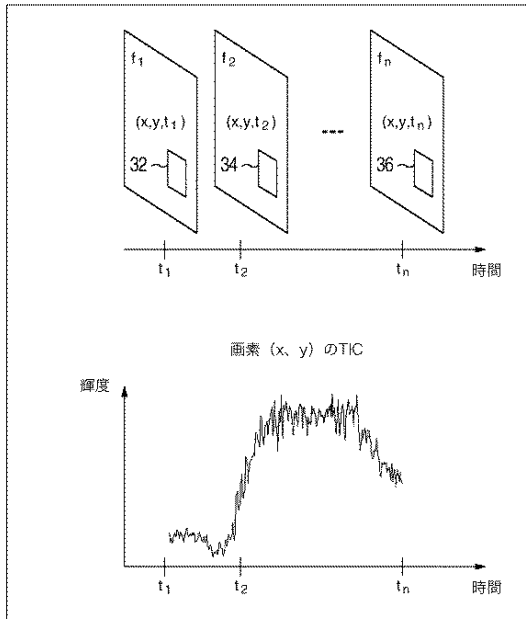 f1 f2 fn
(x,y,t1) (x,y,t2) (x,y,tn)
32 34 36
t1 t2 tn 時間
画素（x、y）のTIC
輝度
t1 t2 tn 時間